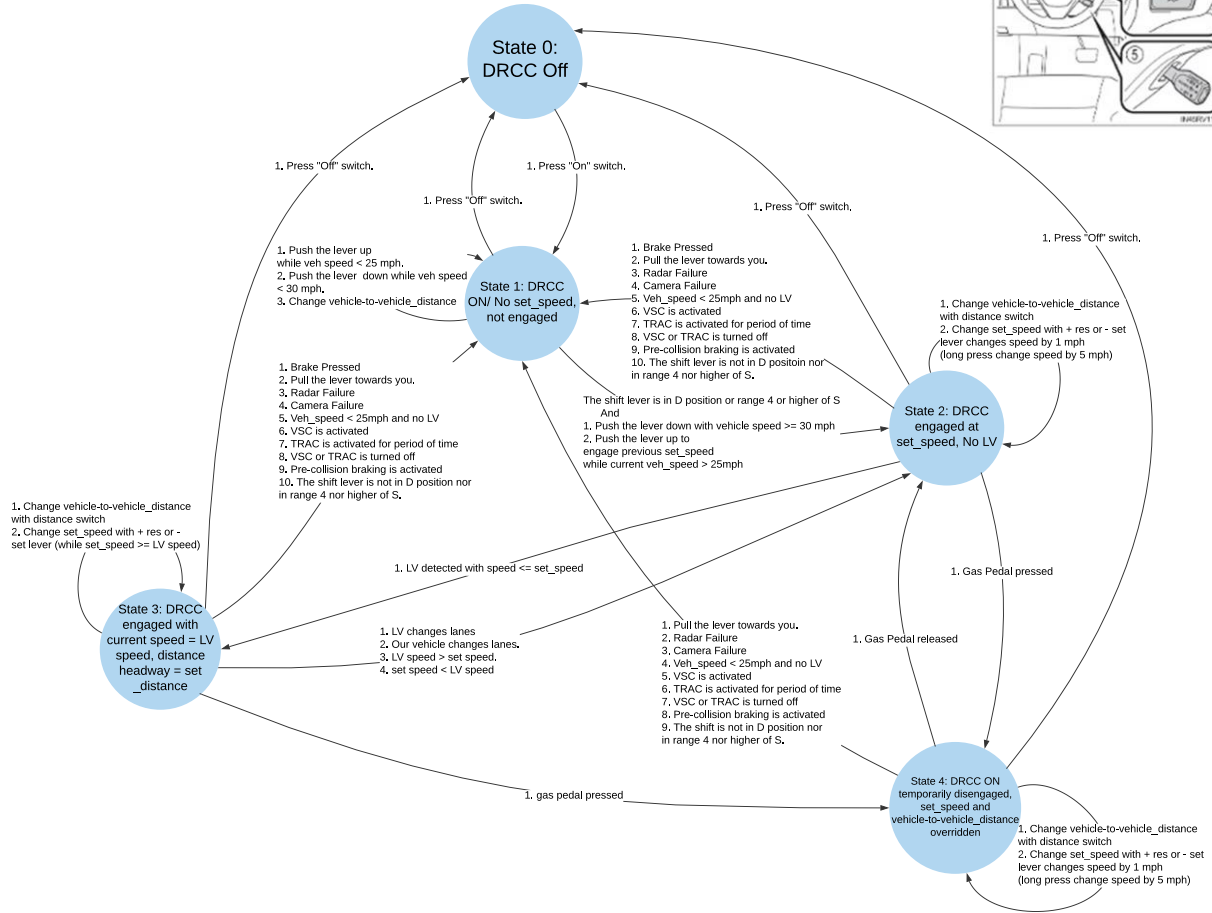 ⑤
State 0:
DRCC Off
1. Press "Off" switch.
1. Press "On" switch.
1. Press "Off" switch.
1. Press "Off" switch.
1. Press "Off" switch.
1. Push the lever up
while veh speed < 25 mph.
2. Push the lever down while veh speed
< 30 mph.
3. Change vehicle-to-vehicle_distance
State 1: DRCC
ON/ No set_speed,
not engaged
1. Brake Pressed
2. Pull the lever towards you.
3. Radar Failure
4. Camera Failure
5. Veh_speed < 25mph and no LV
6. VSC is activated
7. TRAC is activated for period of time
8. VSC or TRAC is turned off
9. Pre-collision braking is activated
10. The shift lever is not in D positoin nor
in range 4 nor higher of S.
1. Change vehicle-to-vehicle_distance
with distance switch
2. Change set_speed with + res or - set
lever changes speed by 1 mph
(long press change speed by 5 mph)
1. Brake Pressed
2. Pull the lever towards you.
3. Radar Failure
4. Camera Failure
5. Veh_speed < 25mph and no LV
6. VSC is activated
7. TRAC is activated for period of time
8. VSC or TRAC is turned off
9. Pre-collision braking is activated
10. The shift lever is not in D position nor
in range 4 nor higher of S.
The shift lever is in D position or range 4 or higher of S
And
1. Push the lever down with vehicle speed >= 30 mph
2. Push the lever up to
engage previous set_speed
while current veh_speed > 25mph
State 2: DRCC
engaged at
set_speed, No LV
1. Change vehicle-to-vehicle_distance
with distance switch
2. Change set_speed with + res or -
set lever (while set_speed >= LV speed)
1. LV detected with speed <= set_speed
1. Gas Pedal pressed
State 3: DRCC
engaged with
current speed = LV
speed, distance
headway = set
_distance
1. LV changes lanes
2. Our vehicle changes lanes.
3. LV speed > set speed.
4. set speed < LV speed
1. Pull the lever towards you.
2. Radar Failure
3. Camera Failure
4. Veh_speed < 25mph and no LV
5. VSC is activated
6. TRAC is activated for period of time
7. VSC or TRAC is turned off
8. Pre-collision braking is activated
9. The shift is not in D position nor
in range 4 nor higher of S.
1. Gas Pedal released
1. gas pedal pressed
State 4: DRCC ON
temporarily disengaged,
set_speed and
vehicle-to-vehicle_distance
overridden
1. Change vehicle-to-vehicle_distance
with distance switch
2. Change set_speed with + res or - set
lever changes speed by 1 mph
(long press change speed by 5 mph)